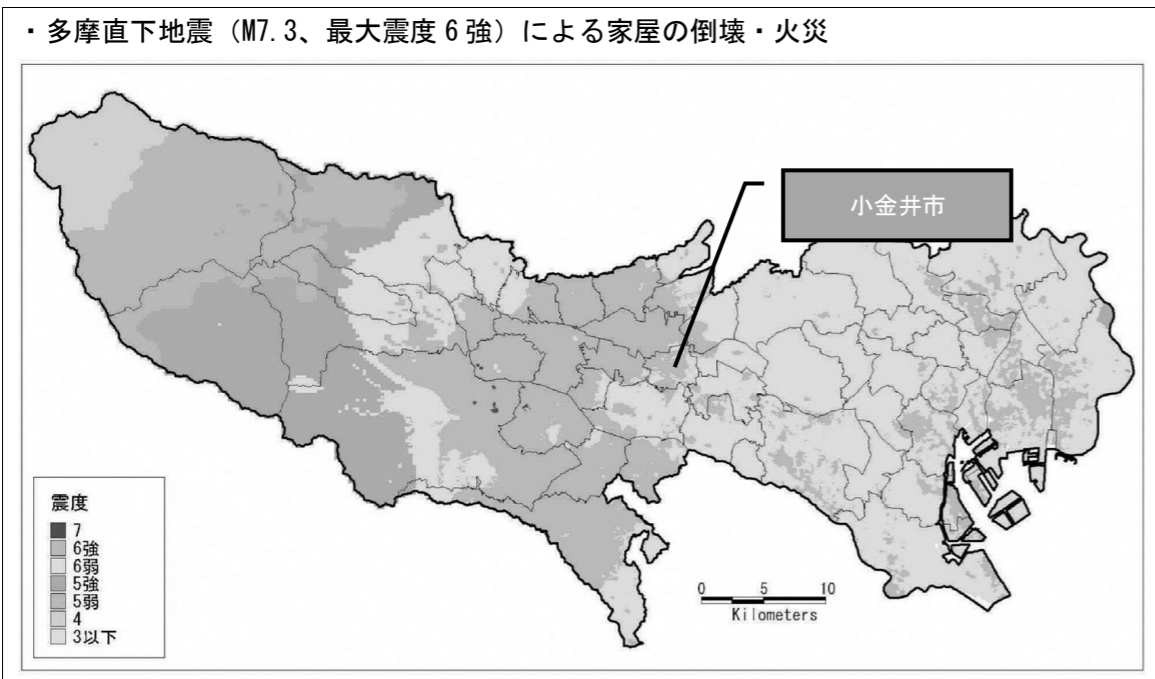 ・多摩直下地震（M7.3、最大震度６強）による家屋の倒壊・火災
小金井市
震度
7
6強
6弱
5強
5弱
4
3以下
0 5 10
Kilometers